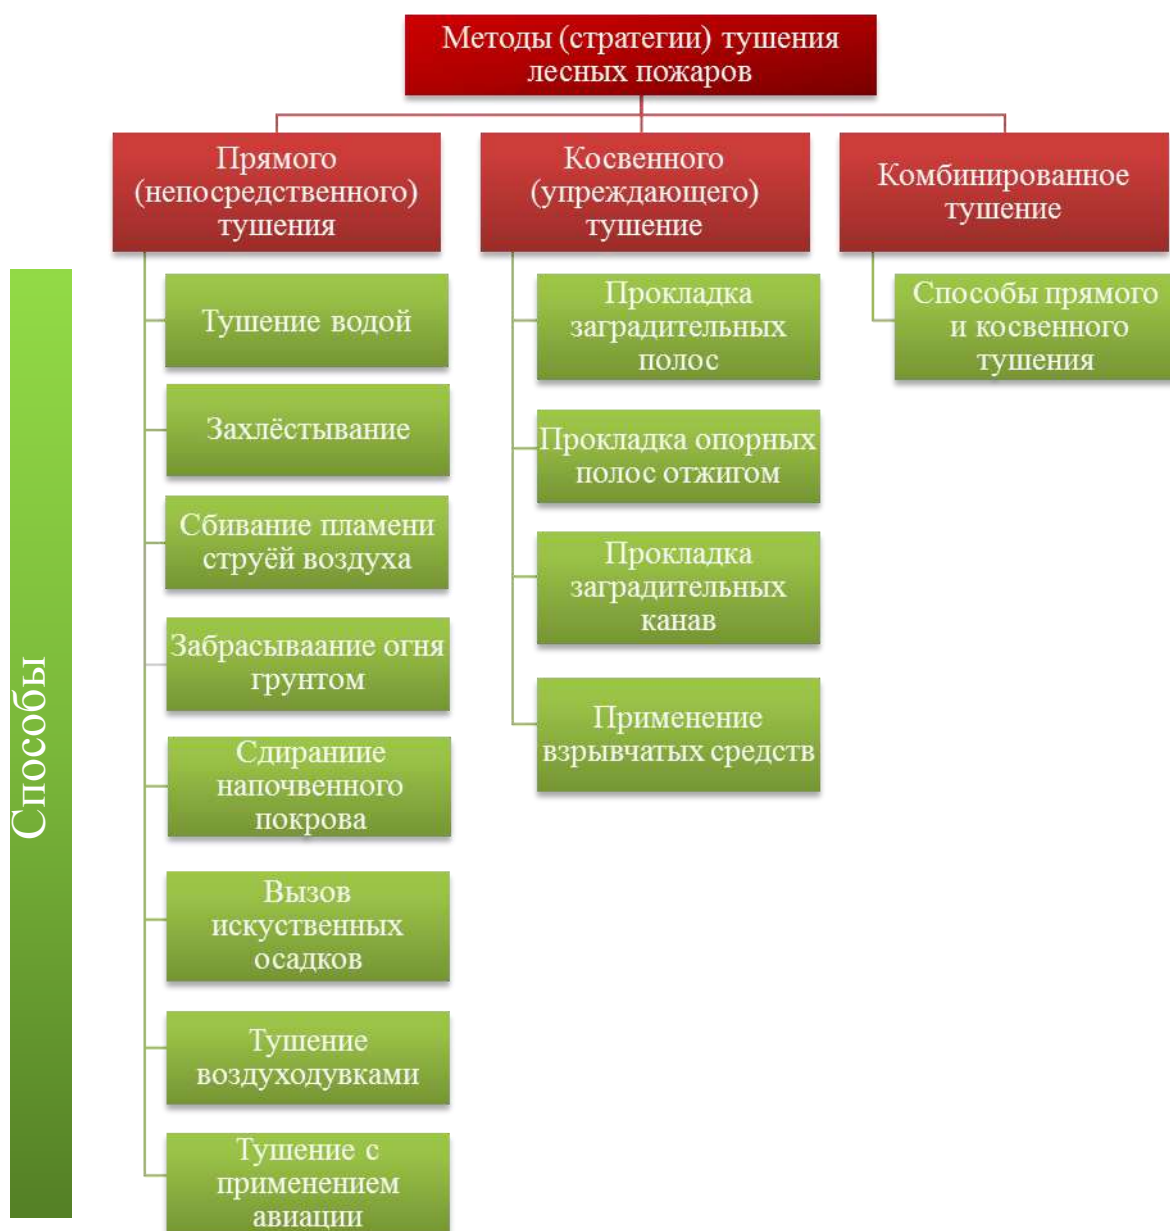 Методы (стратегии) тушения
лесных пожаров
Прямого
(непосредственного)
тушения
Косвенного
(упреждающего)
тушение
Комбинированное
тушение
Способы
Тушение водой
Захлёстывание
Сбивание пламени
струёй воздуха
Забрасываание огня
грунтом
Сдираниие
напочвенного
покрова
Вызов
искуственных
осадков
Тушение
воздуходувками
Тушение с
применением
авиации
Прокладка
заградительных
полос
Прокладка опорных
полос отжигом
Прокладка
заградительных
канав
Применение
взрывчатых средств
Способы прямого
и косвенного
тушения